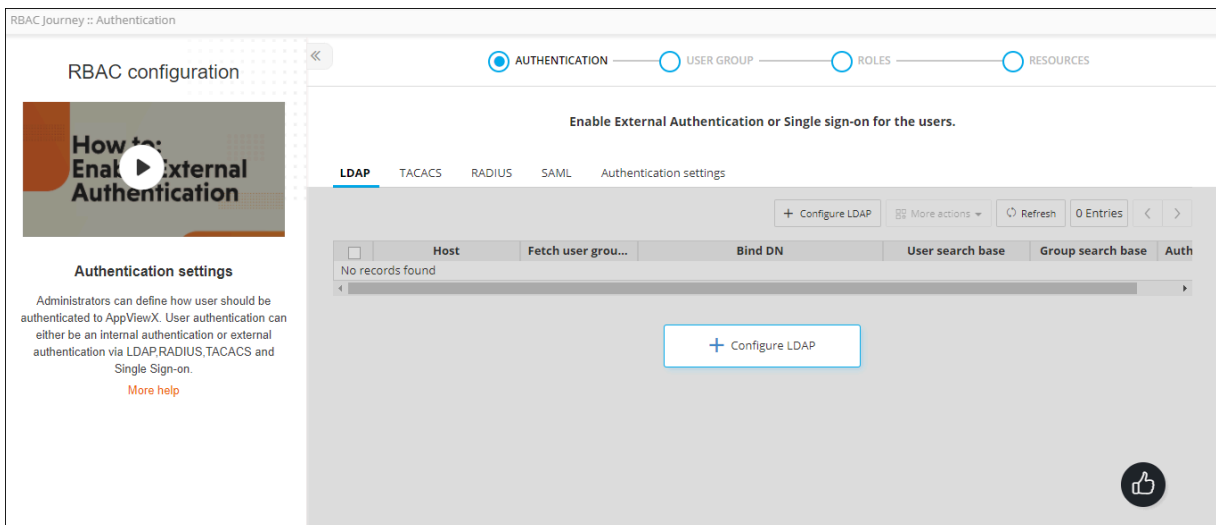 RBAC Journey :: Authentication
RBAC configuration
How to:
Enab External
Authentication
Authentication settings
Administrators can define how user should be
authenticated to AppViewX. User authentication can
either be an internal authentication or external
authentication via LDAP,RADIUS,TACACS and
Single Sign-on.
More help
AUTHENTICATION USER GROUP ROLES RESOURCES
Enable External Authentication or Single sign-on for the users.
LDAP TACACS RADIUS SAML Authentication settings
+ Configure LDAP More actions Refresh 0 Entries
Host Fetch user grou... Bind DN User search base Group search base Auth
No records found
+ Configure LDAP